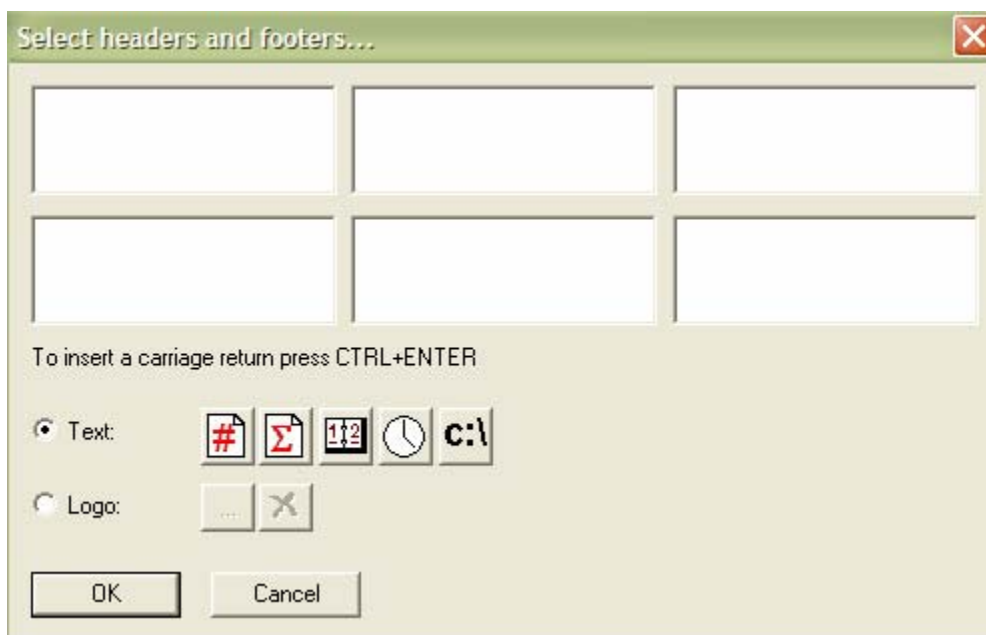 Select headers and footers...
To insert a carriage return press CTRL+ENTER
Text: # Σ 12 c:\
Logo: ...
OK Cancel